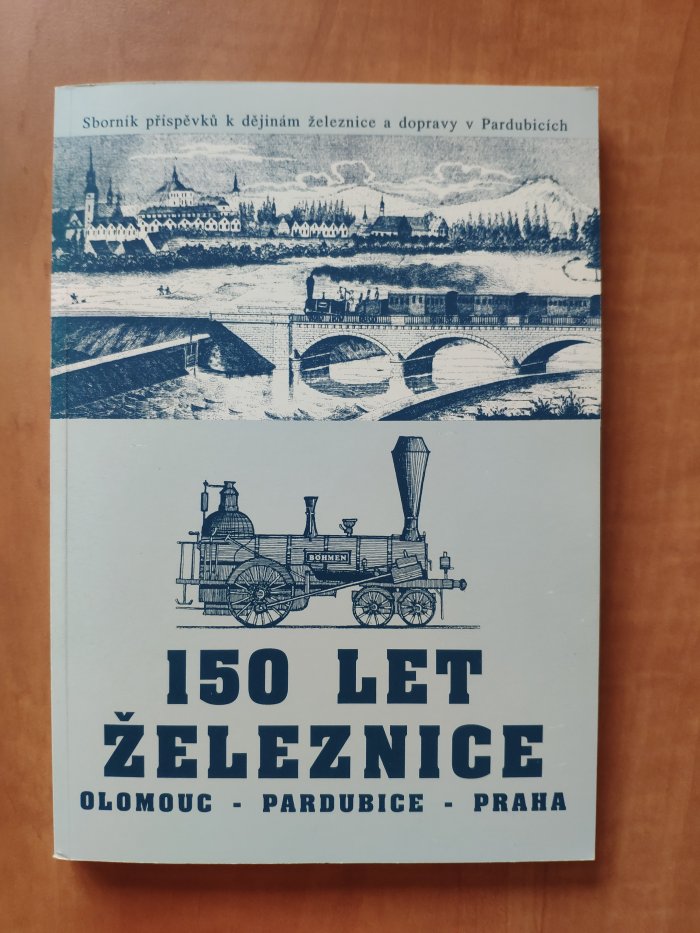 Sborník příspěvků k dějinám železnice a dopravy v Pardubicích
BÖHMEN
150 LET
ŽELEZNICE
OLOMOUC - PARDUBICE - PRAHA